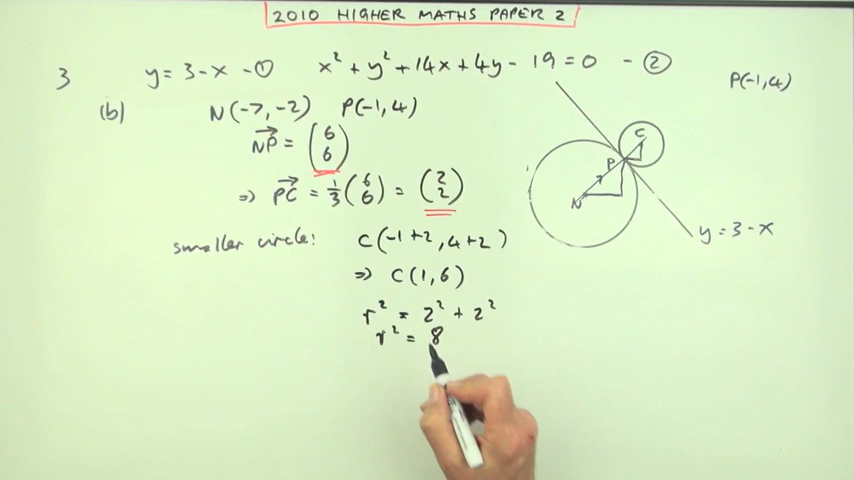 2010 HIGHER MATHS PAPER 2
3 y = 3 - x - ① x² + y² + 14x + 4y - 19 = 0 - ②
P(-1,4)
(b) N(-7,-2) P(-1,4)
NP→ = (6 6)
⇒ PC→ = 1/3 (6 6) = (2 2)
smaller circle: C(-1+2, 4+2)
⇒ C(1,6)
r² = 2² + 2²
r² = 8
C
P
N
y = 3 - x